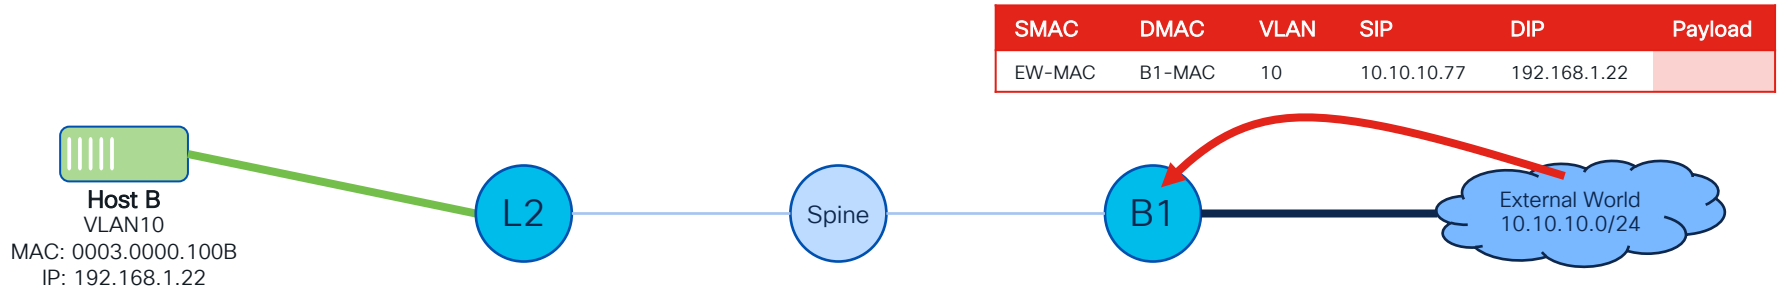 SMAC DMAC VLAN SIP DIP Payload
EW-MAC B1-MAC 10 10.10.10.77 192.168.1.22
Host B
VLAN10
MAC: 0003.0000.100B
IP: 192.168.1.22
L2
Spine
B1
External World
10.10.10.0/24